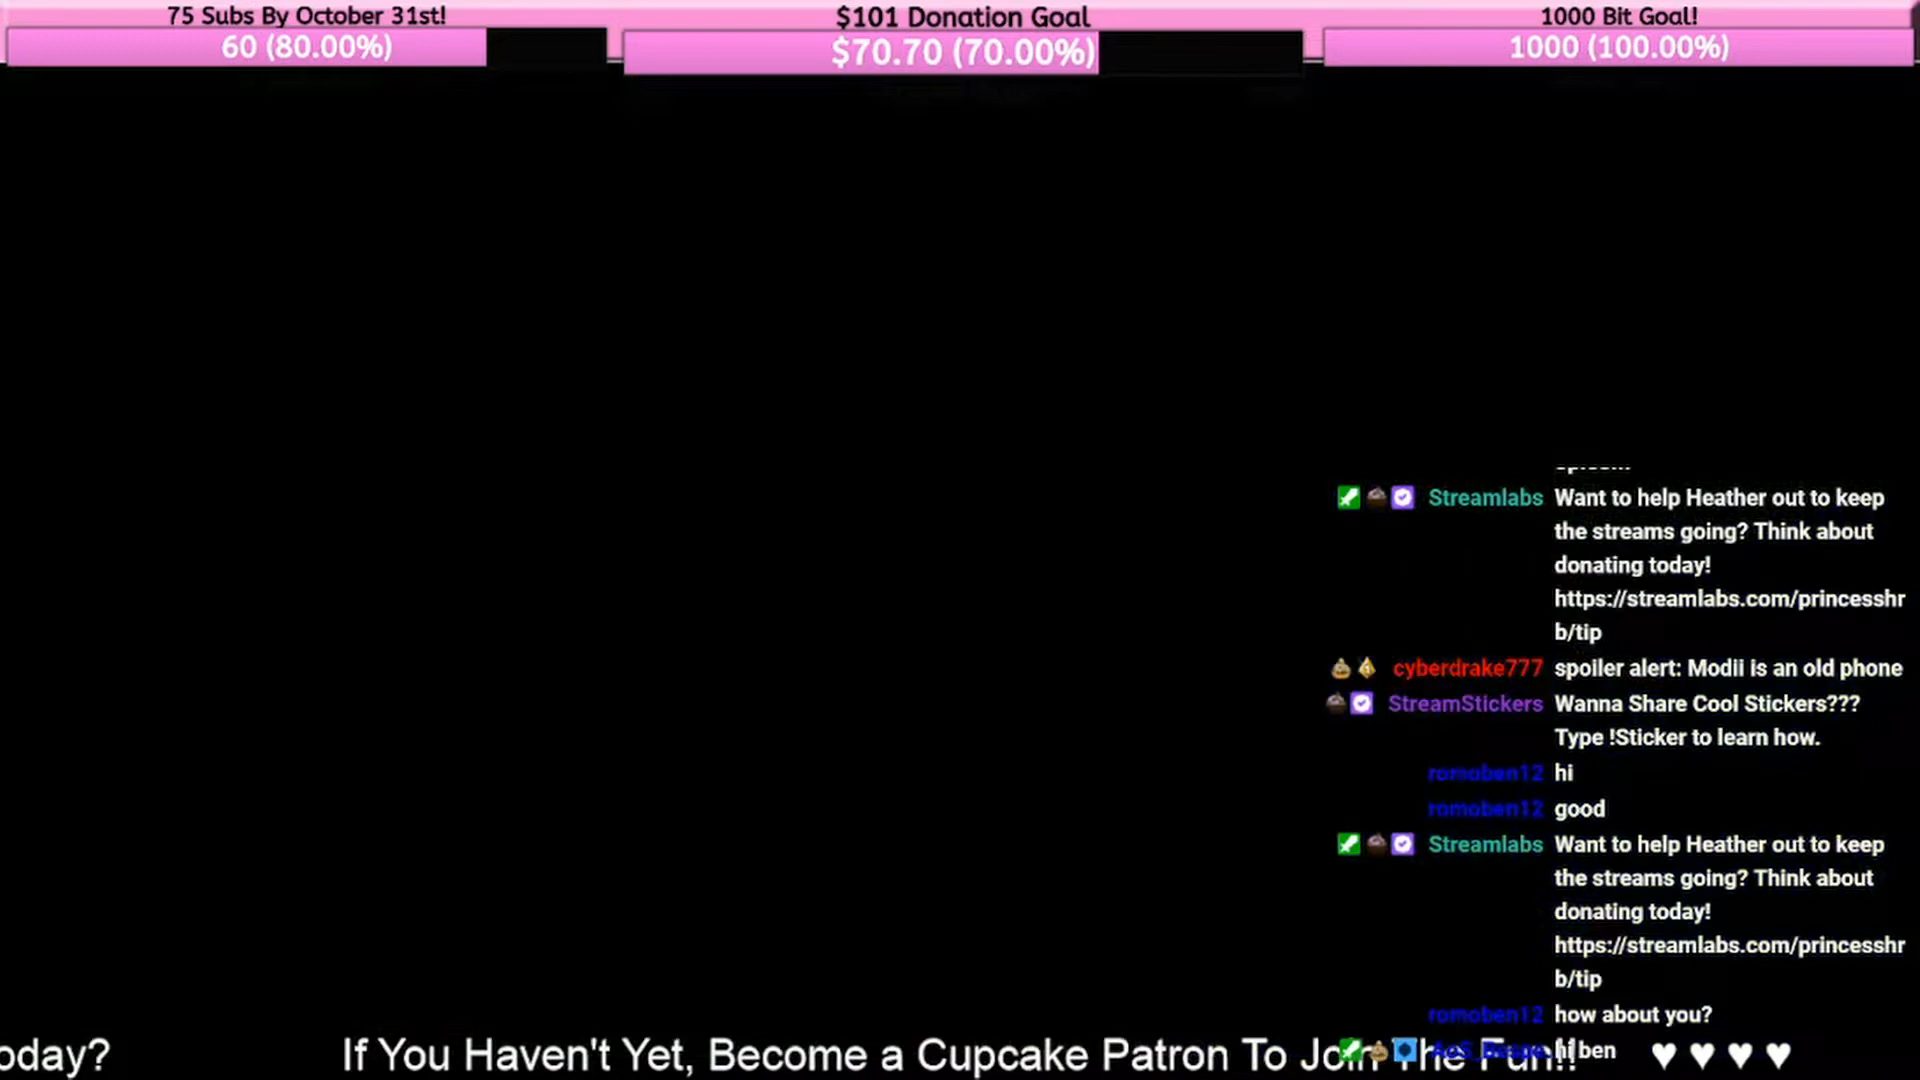 75 Subs By October 31st!
60 (80.00%)
$101 Donation Goal
$70.70 (70.00%)
1000 Bit Goal!
1000 (100.00%)
Streamlabs Want to help Heather out to keep
the streams going? Think about
donating today!
https://streamlabs.com/princesshr
b/tip
cyberdrake777 spoiler alert: Modii is an old phone
StreamStickers Wanna Share Cool Stickers???
Type !Sticker to learn how.
romoben12 hi
romoben12 good
Streamlabs Want to help Heather out to keep
the streams going? Think about
donating today!
https://streamlabs.com/princesshr
b/tip
romoben12 how about you?
hi ben
oday? If You Haven't Yet, Become a Cupcake Patron To Join The Fun!! ♥ ♥ ♥ ♥